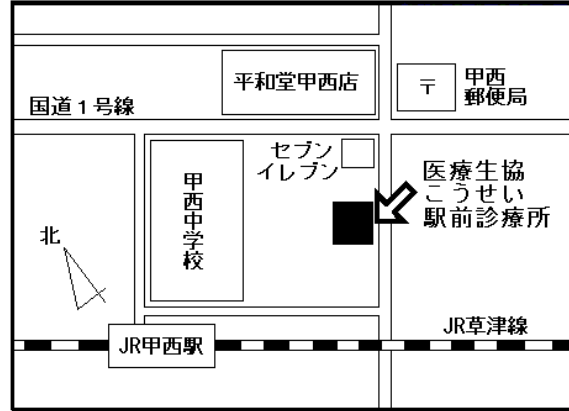 平和堂甲西店
〒
甲西
郵便局
国道1号線
セブン
イレブン
医療生協
こうせい
駅前診療所
甲西中学校
北
JR草津線
JR甲西駅